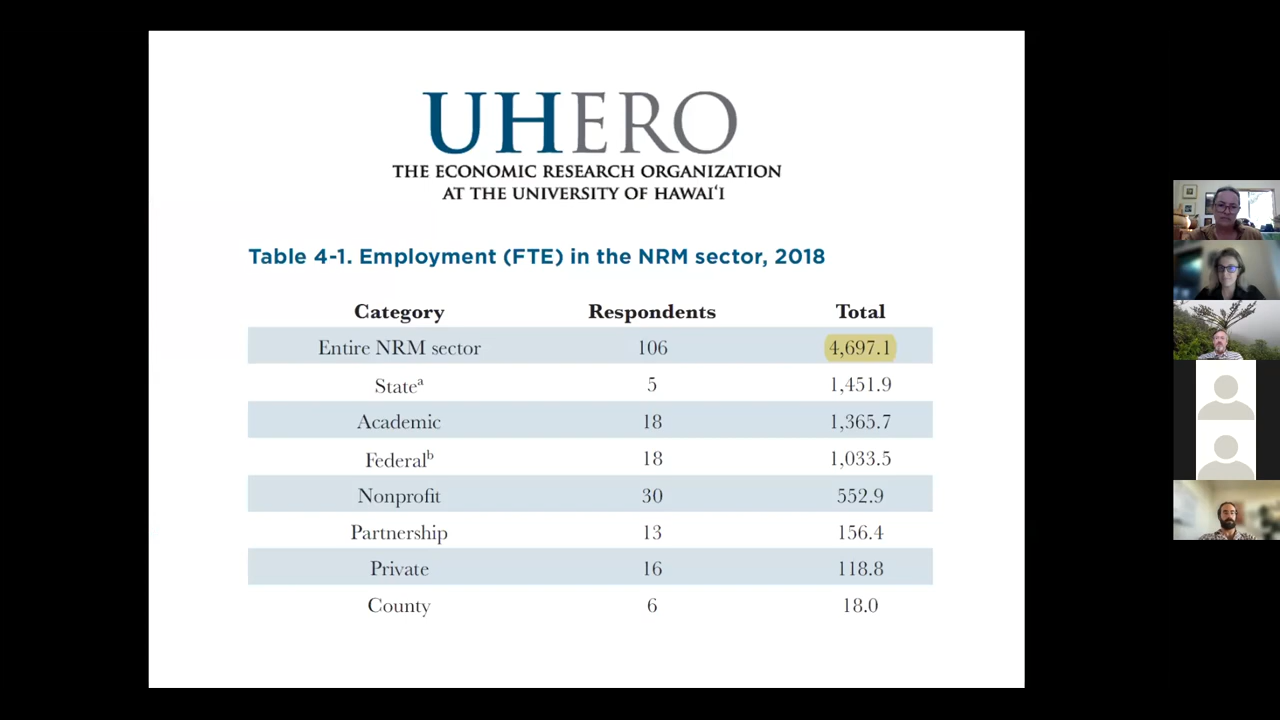 UHERO
THE ECONOMIC RESEARCH ORGANIZATION
AT THE UNIVERSITY OF HAWAIʻI
Table 4-1. Employment (FTE) in the NRM sector, 2018
Category Respondents Total
Entire NRM sector 106 4,697.1
Stateᵃ 5 1,451.9
Academic 18 1,365.7
Federalᵇ 18 1,033.5
Nonprofit 30 552.9
Partnership 13 156.4
Private 16 118.8
County 6 18.0